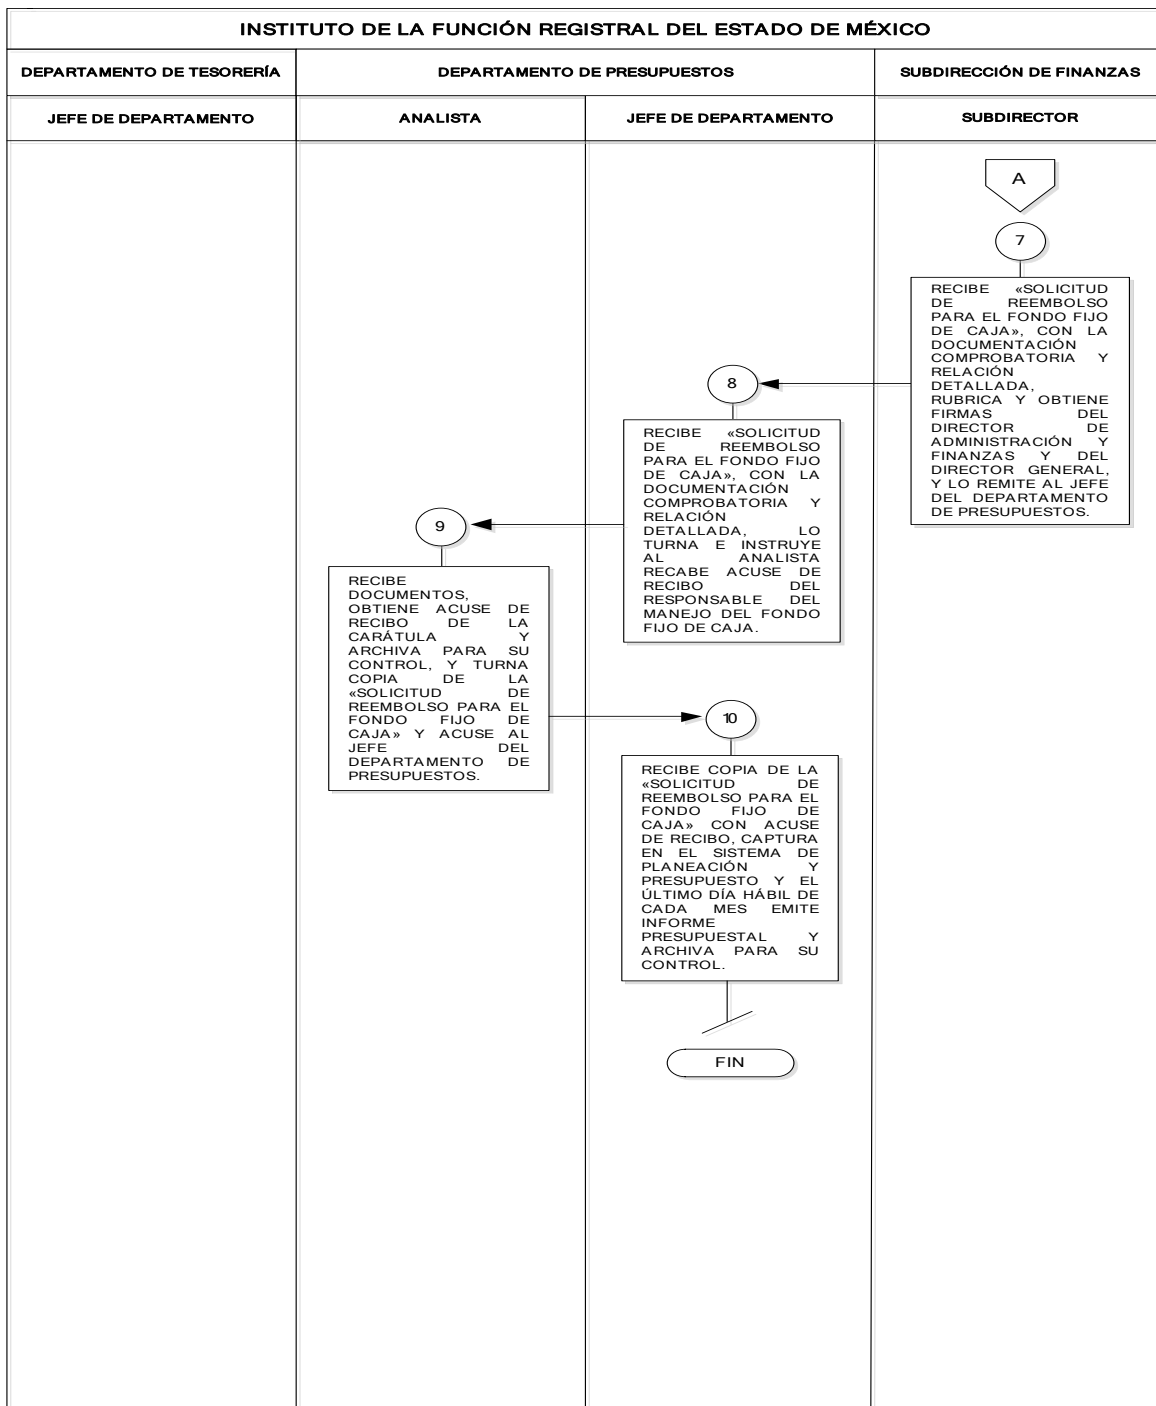 INSTITUTO DE LA FUNCIÓN REGISTRAL DEL ESTADO DE MÉXICO
DEPARTAMENTO DE TESORERÍA
DEPARTAMENTO DE PRESUPUESTOS
SUBDIRECCIÓN DE FINANZAS
JEFE DE DEPARTAMENTO
ANALISTA
JEFE DE DEPARTAMENTO
SUBDIRECTOR
A
7
RECIBE «SOLICITUD
DE REEMBOLSO
PARA EL FONDO FIJO
DE CAJA», CON LA
DOCUMENTACIÓN
COMPROBATORIA Y
RELACIÓN
DETALLADA,
RUBRICA Y OBTIENE
FIRMAS DEL
DIRECTOR DE
ADMINISTRACIÓN Y
FINANZAS Y DEL
DIRECTOR GENERAL,
Y LO REMITE AL JEFE
DEL DEPARTAMENTO
DE PRESUPUESTOS.
8
RECIBE «SOLICITUD
DE REEMBOLSO
PARA EL FONDO FIJO
DE CAJA», CON LA
DOCUMENTACIÓN
COMPROBATORIA Y
RELACIÓN
DETALLADA, LO
TURNA E INSTRUYE
AL ANALISTA
RECABE ACUSE DE
RECIBO DEL
RESPONSABLE DEL
MANEJO DEL FONDO
FIJO DE CAJA.
9
RECIBE
DOCUMENTOS,
OBTIENE ACUSE DE
RECIBO DE LA
CARÁTULA Y
ARCHIVA PARA SU
CONTROL, Y TURNA
COPIA DE LA
«SOLICITUD DE
REEMBOLSO PARA EL
FONDO FIJO DE
CAJA» Y ACUSE AL
JEFE DEL
DEPARTAMENTO DE
PRESUPUESTOS.
10
RECIBE COPIA DE LA
«SOLICITUD DE
REEMBOLSO PARA EL
FONDO FIJO DE
CAJA» CON ACUSE
DE RECIBO, CAPTURA
EN EL SISTEMA DE
PLANEACIÓN Y
PRESUPUESTO Y EL
ÚLTIMO DÍA HÁBIL DE
CADA MES EMITE
INFORME
PRESUPUESTAL Y
ARCHIVA PARA SU
CONTROL.
FIN